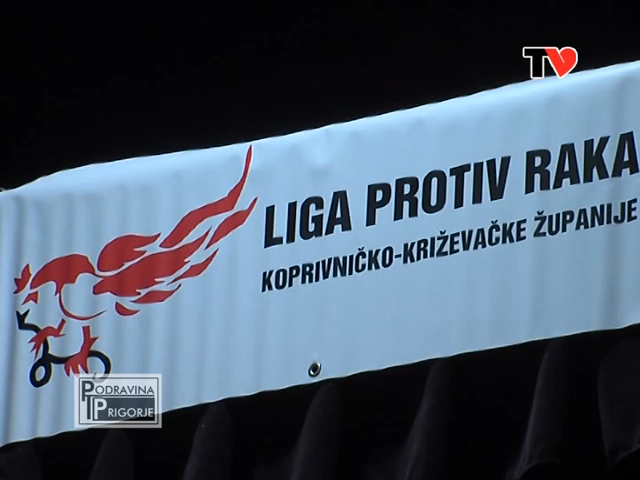 TV
LIGA PROTIV RAKA
KOPRIVNIČKO-KRIŽEVAČKE ŽUPANIJE
PODRAVINA
PRIGORJE